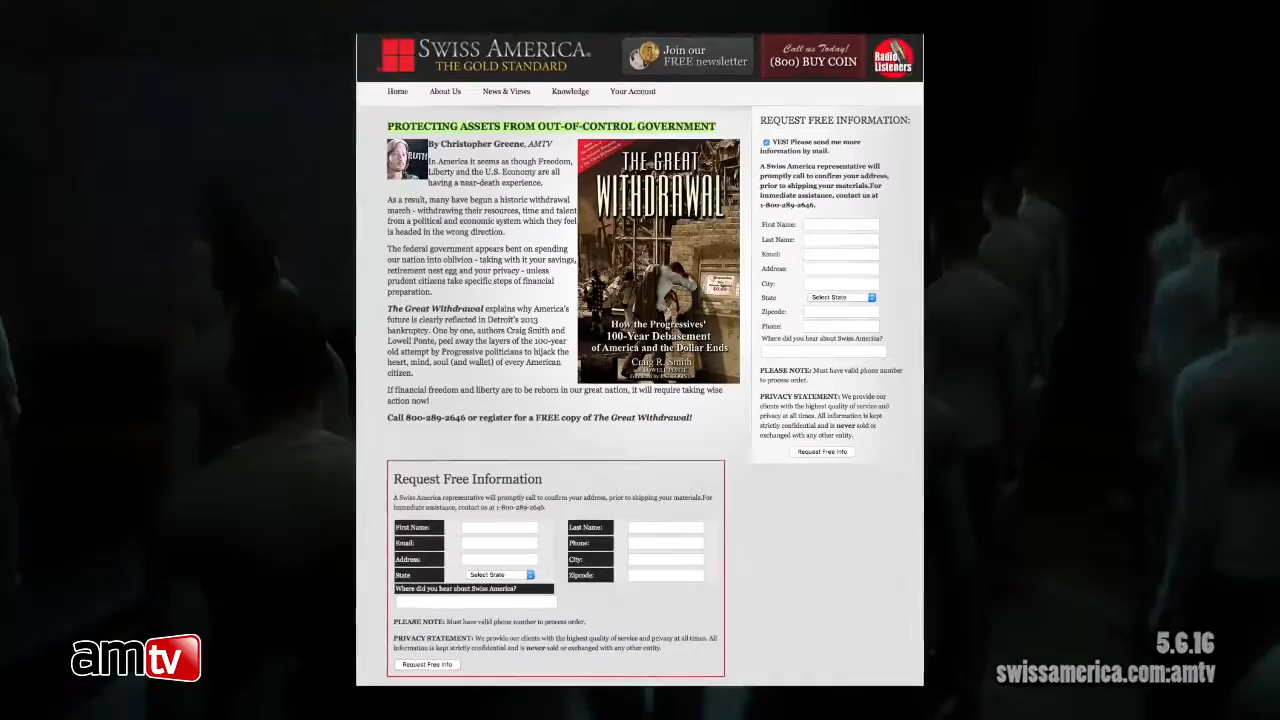 SWISS AMERICA®
THE GOLD STANDARD
Join our
FREE newsletter
Call us Today!
(800) BUY COIN
Radio
Listeners
Home
About Us
News & Views
Knowledge
Your Account
PROTECTING ASSETS FROM OUT-OF-CONTROL GOVERNMENT
TRUTH
By Christopher Greene, AMTV
In America it seems as though Freedom,
Liberty and the U.S. Economy are all
having a near-death experience.
As a result, many have begun a historic withdrawal
march - withdrawing their resources, time and talent
from a political and economic system which they feel
is headed in the wrong direction.
The federal government appears bent on spending
our nation into oblivion - taking with it your savings,
retirement nest egg and your privacy - unless
prudent citizens take specific steps of financial
preparation.
The Great Withdrawal explains why America's
future is clearly reflected in Detroit's 2013
bankruptcy. One by one, authors Craig Smith and
Lowell Ponte, peel away the layers of the 100-year
old attempt by Progressive politicians to hijack the
heart, mind, soul (and wallet) of every American
citizen.
If financial freedom and liberty are to be reborn in our great nation, it will require taking wise
action now!
Call 800-289-2646 or register for a FREE copy of The Great Withdrawal!
THE GREAT
WITHDRAWAL
How the Progressives'
100-Year Debasement
of America and the Dollar Ends
Craig R. Smith
LOWELL PONTE
REQUEST FREE INFORMATION:
YES! Please send me more
information by mail.
A Swiss America representative will
promptly call to confirm your address,
prior to shipping your materials.For
immediate assistance, contact us at
1-800-289-2646.
First Name:
Last Name:
Email:
Address:
City:
State Select State
Zipcode:
Phone:
Where did you hear about Swiss America?
PLEASE NOTE: Must have valid phone number
to process order.
PRIVACY STATEMENT: We provide our
clients with the highest quality of service and
privacy at all times. All information is kept
strictly confidential and is never sold or
exchanged with any other entity.
Request Free Info
Request Free Information
A Swiss America representative will promptly call to confirm your address, prior to shipping your materials.For
immediate assistance, contact us at 1-800-289-2646.
First Name: Last Name:
Email: Phone:
Address: City:
State Select State Zipcode:
Where did you hear about Swiss America?
PLEASE NOTE: Must have valid phone number to process order.
PRIVACY STATEMENT: We provide our clients with the highest quality of service and privacy at all times. All
information is kept strictly confidential and is never sold or exchanged with any other entity.
Request Free Info
amtv
5.6.16
swissamerica.com:amtv